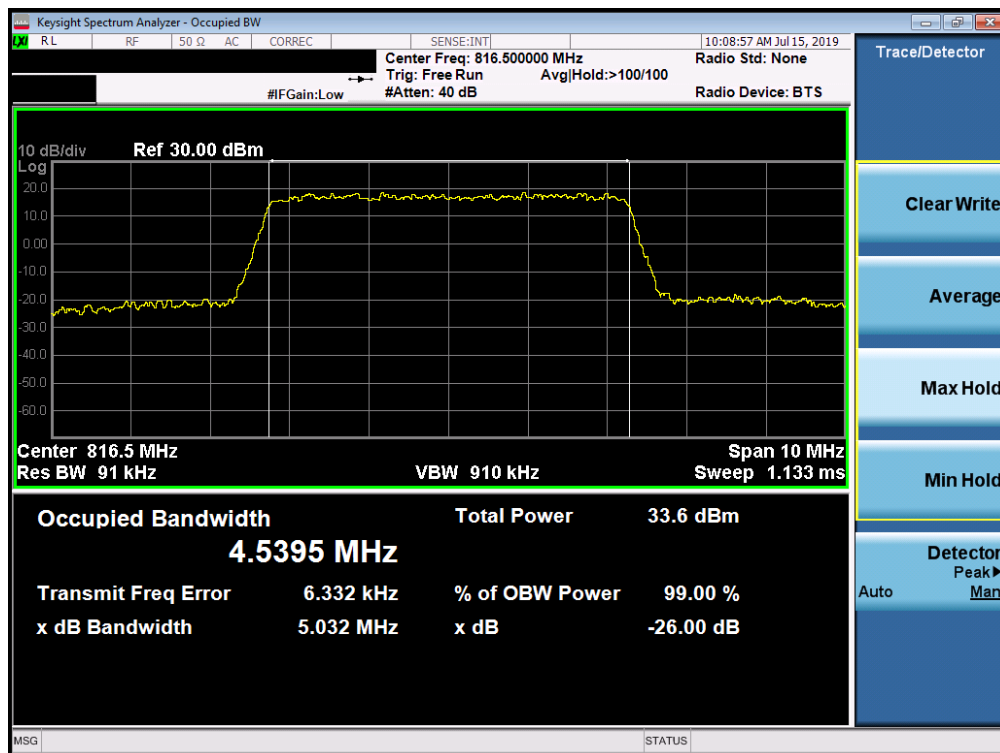 Keysight Spectrum Analyzer - Occupied BW
LXI RL RF 50 Ω AC CORREC SENSE:INT 10:08:57 AM Jul 15, 2019
Center Freq: 816.500000 MHz Radio Std: None
Trig: Free Run Avg|Hold:>100/100
#IFGain:Low #Atten: 40 dB Radio Device: BTS
Trace/Detector
10 dB/div Ref 30.00 dBm
Log
20.0
10.0
0.00
-10.0
-20.0
-30.0
-40.0
-50.0
-60.0
Center 816.5 MHz Span 10 MHz
Res BW 91 kHz VBW 910 kHz Sweep 1.133 ms
Occupied Bandwidth Total Power 33.6 dBm
4.5395 MHz
Transmit Freq Error 6.332 kHz % of OBW Power 99.00 %
x dB Bandwidth 5.032 MHz x dB -26.00 dB
Clear Write
Average
Max Hold
Min Hold
Detector
Peak▶
Auto Man
MSG STATUS